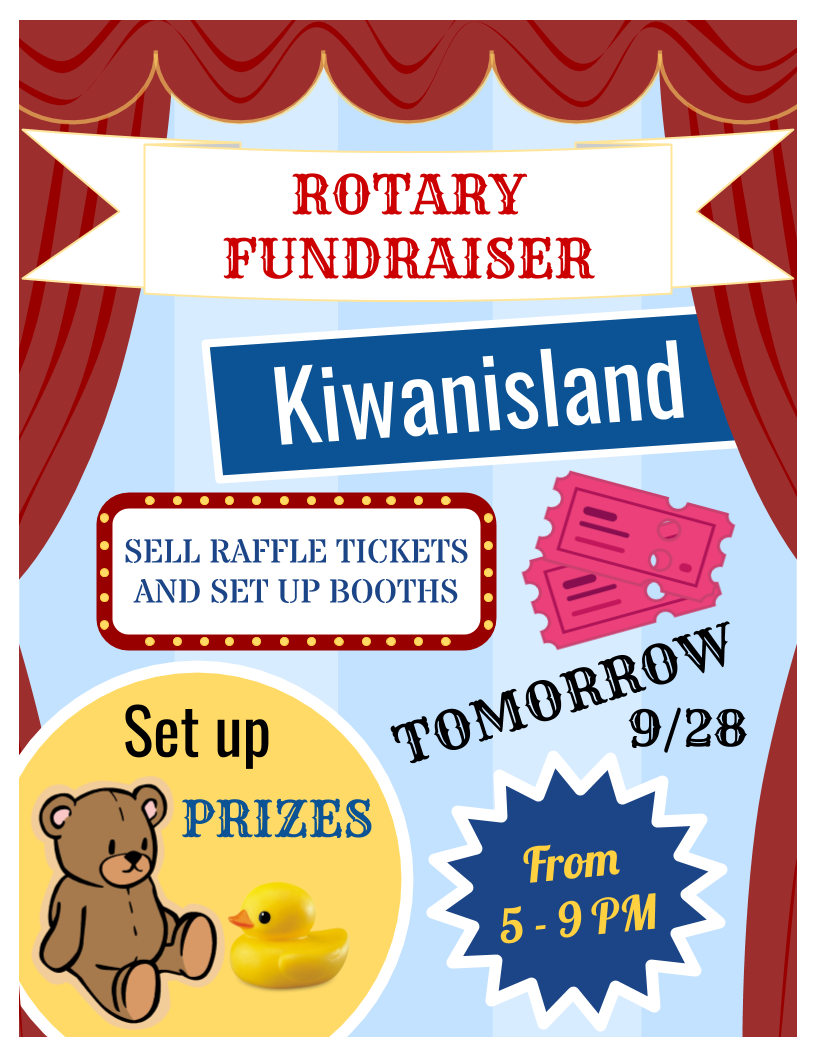 ROTARY
FUNDRAISER
Kiwanisland
SELL RAFFLE TICKETS
AND SET UP BOOTHS
TOMORROW
9/28
Set up
PRIZES
From
5 - 9 PM